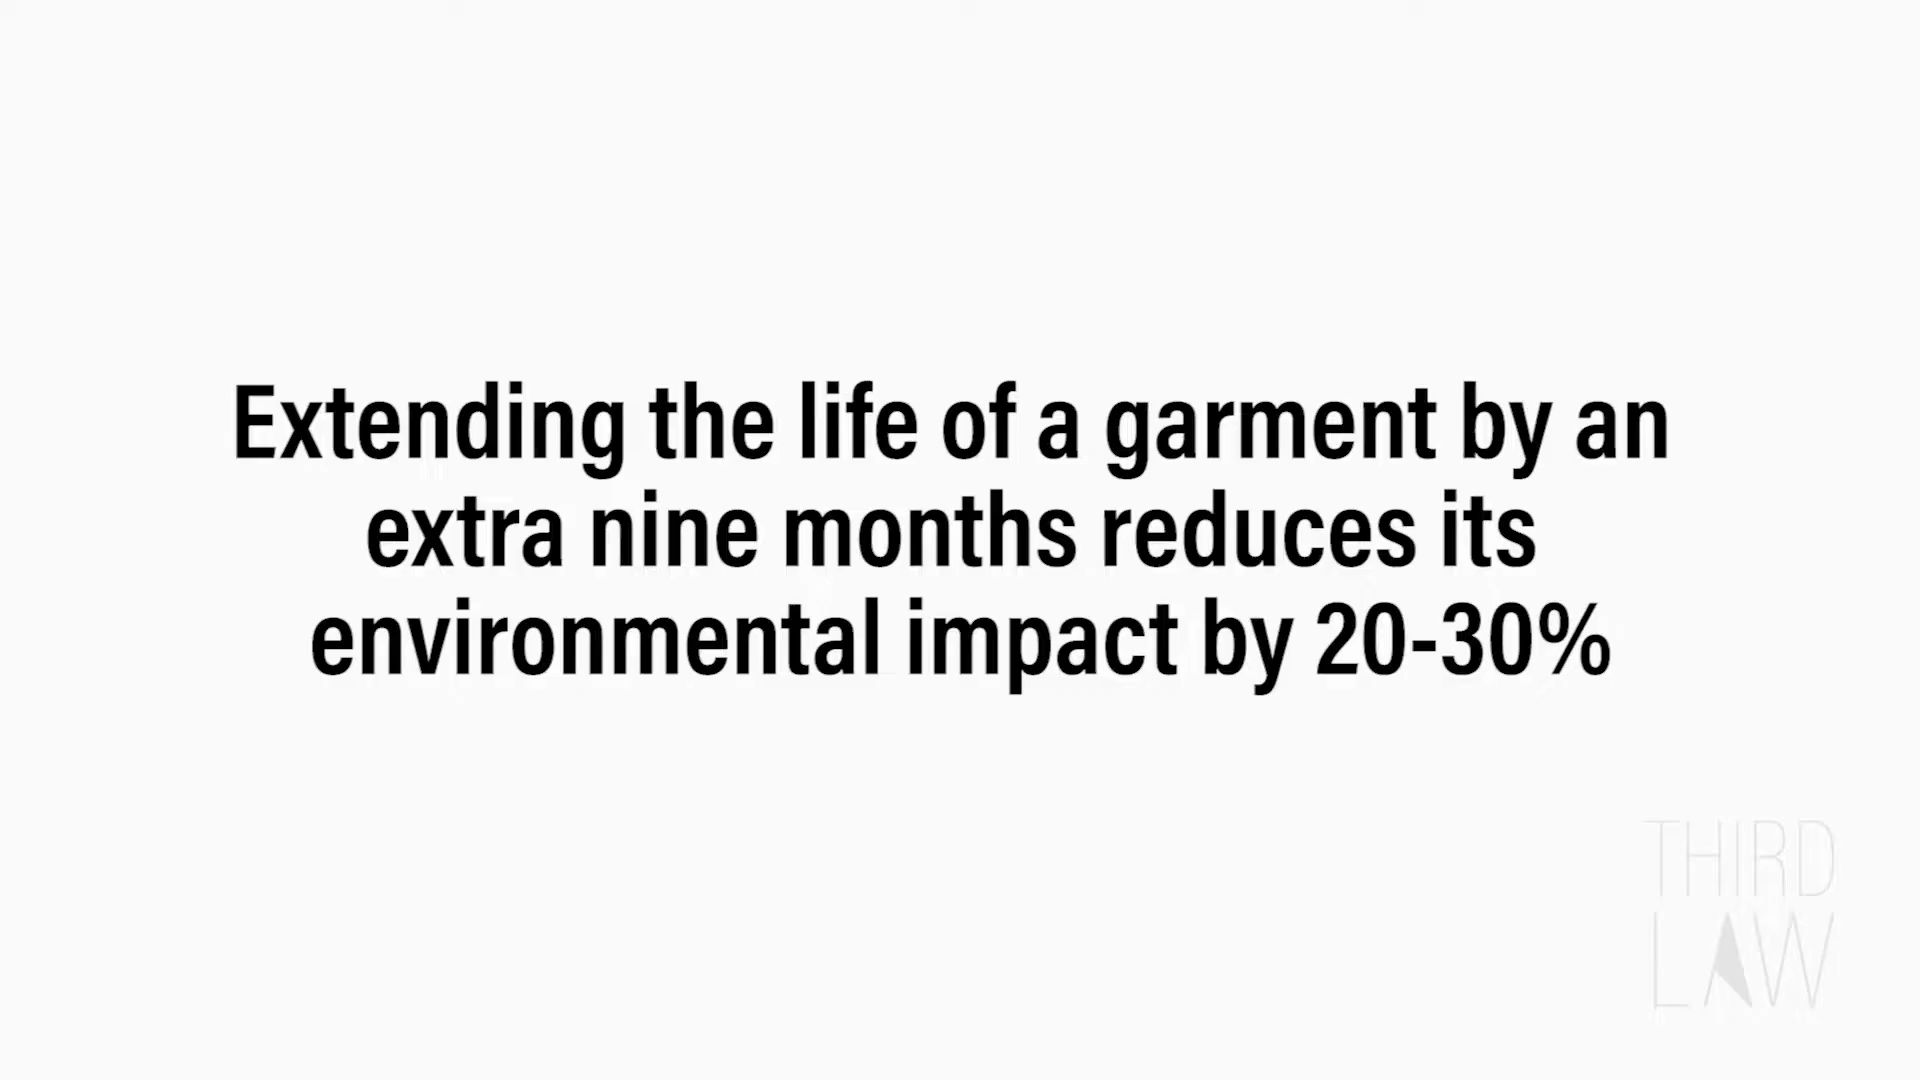 Extending the life of a garment by an
extra nine months reduces its
environmental impact by 20-30%
THIRD
LAW